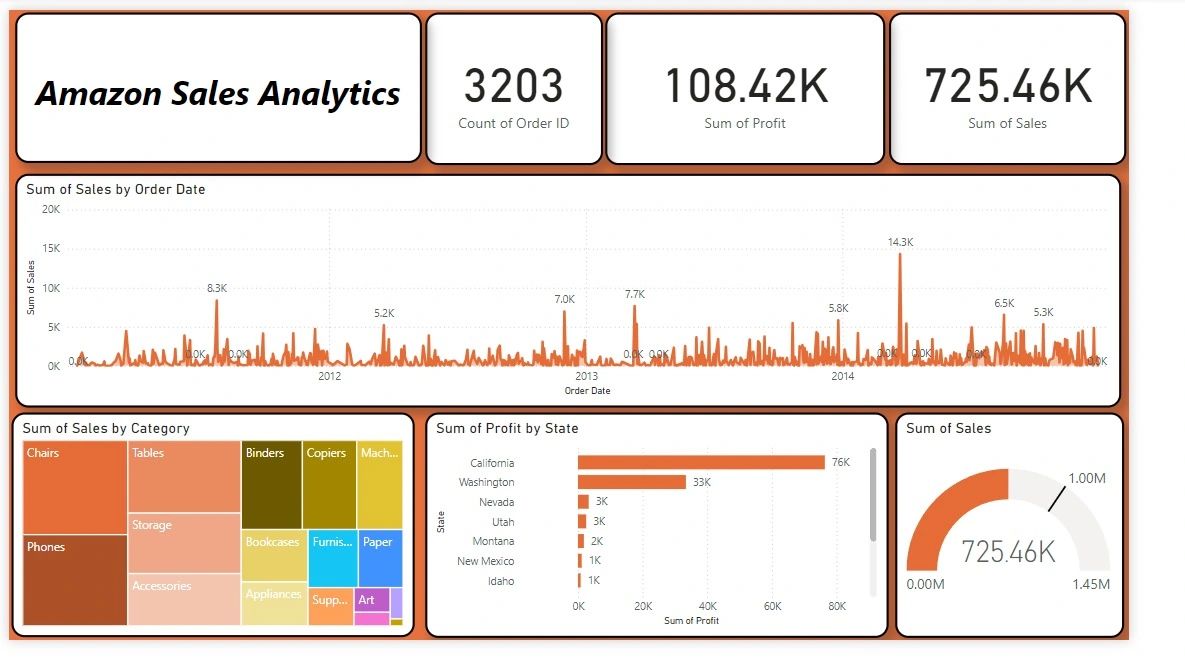 Amazon Sales Analytics
3203
Count of Order ID
108.42K
Sum of Profit
725.46K
Sum of Sales
Sum of Sales by Order Date
Sum of Sales
20K
15K
10K
5K
0K
0.0K
8.3K
0.0K
0.0K
5.2K
7.0K
7.7K
0.0K
0.0K
5.8K
14.3K
0.0K
0.0K
6.5K
0.0K
5.3K
0.0K
2012
2013
2014
Order Date
Sum of Sales by Category
Chairs
Phones
Tables
Storage
Accessories
Binders
Copiers
Mach...
Bookcases
Furnis...
Paper
Appliances
Supp...
Art
Sum of Profit by State
State
California
76K
Washington
33K
Nevada
3K
Utah
3K
Montana
2K
New Mexico
1K
Idaho
1K
0K 20K 40K 60K 80K
Sum of Profit
Sum of Sales
1.00M
725.46K
0.00M
1.45M